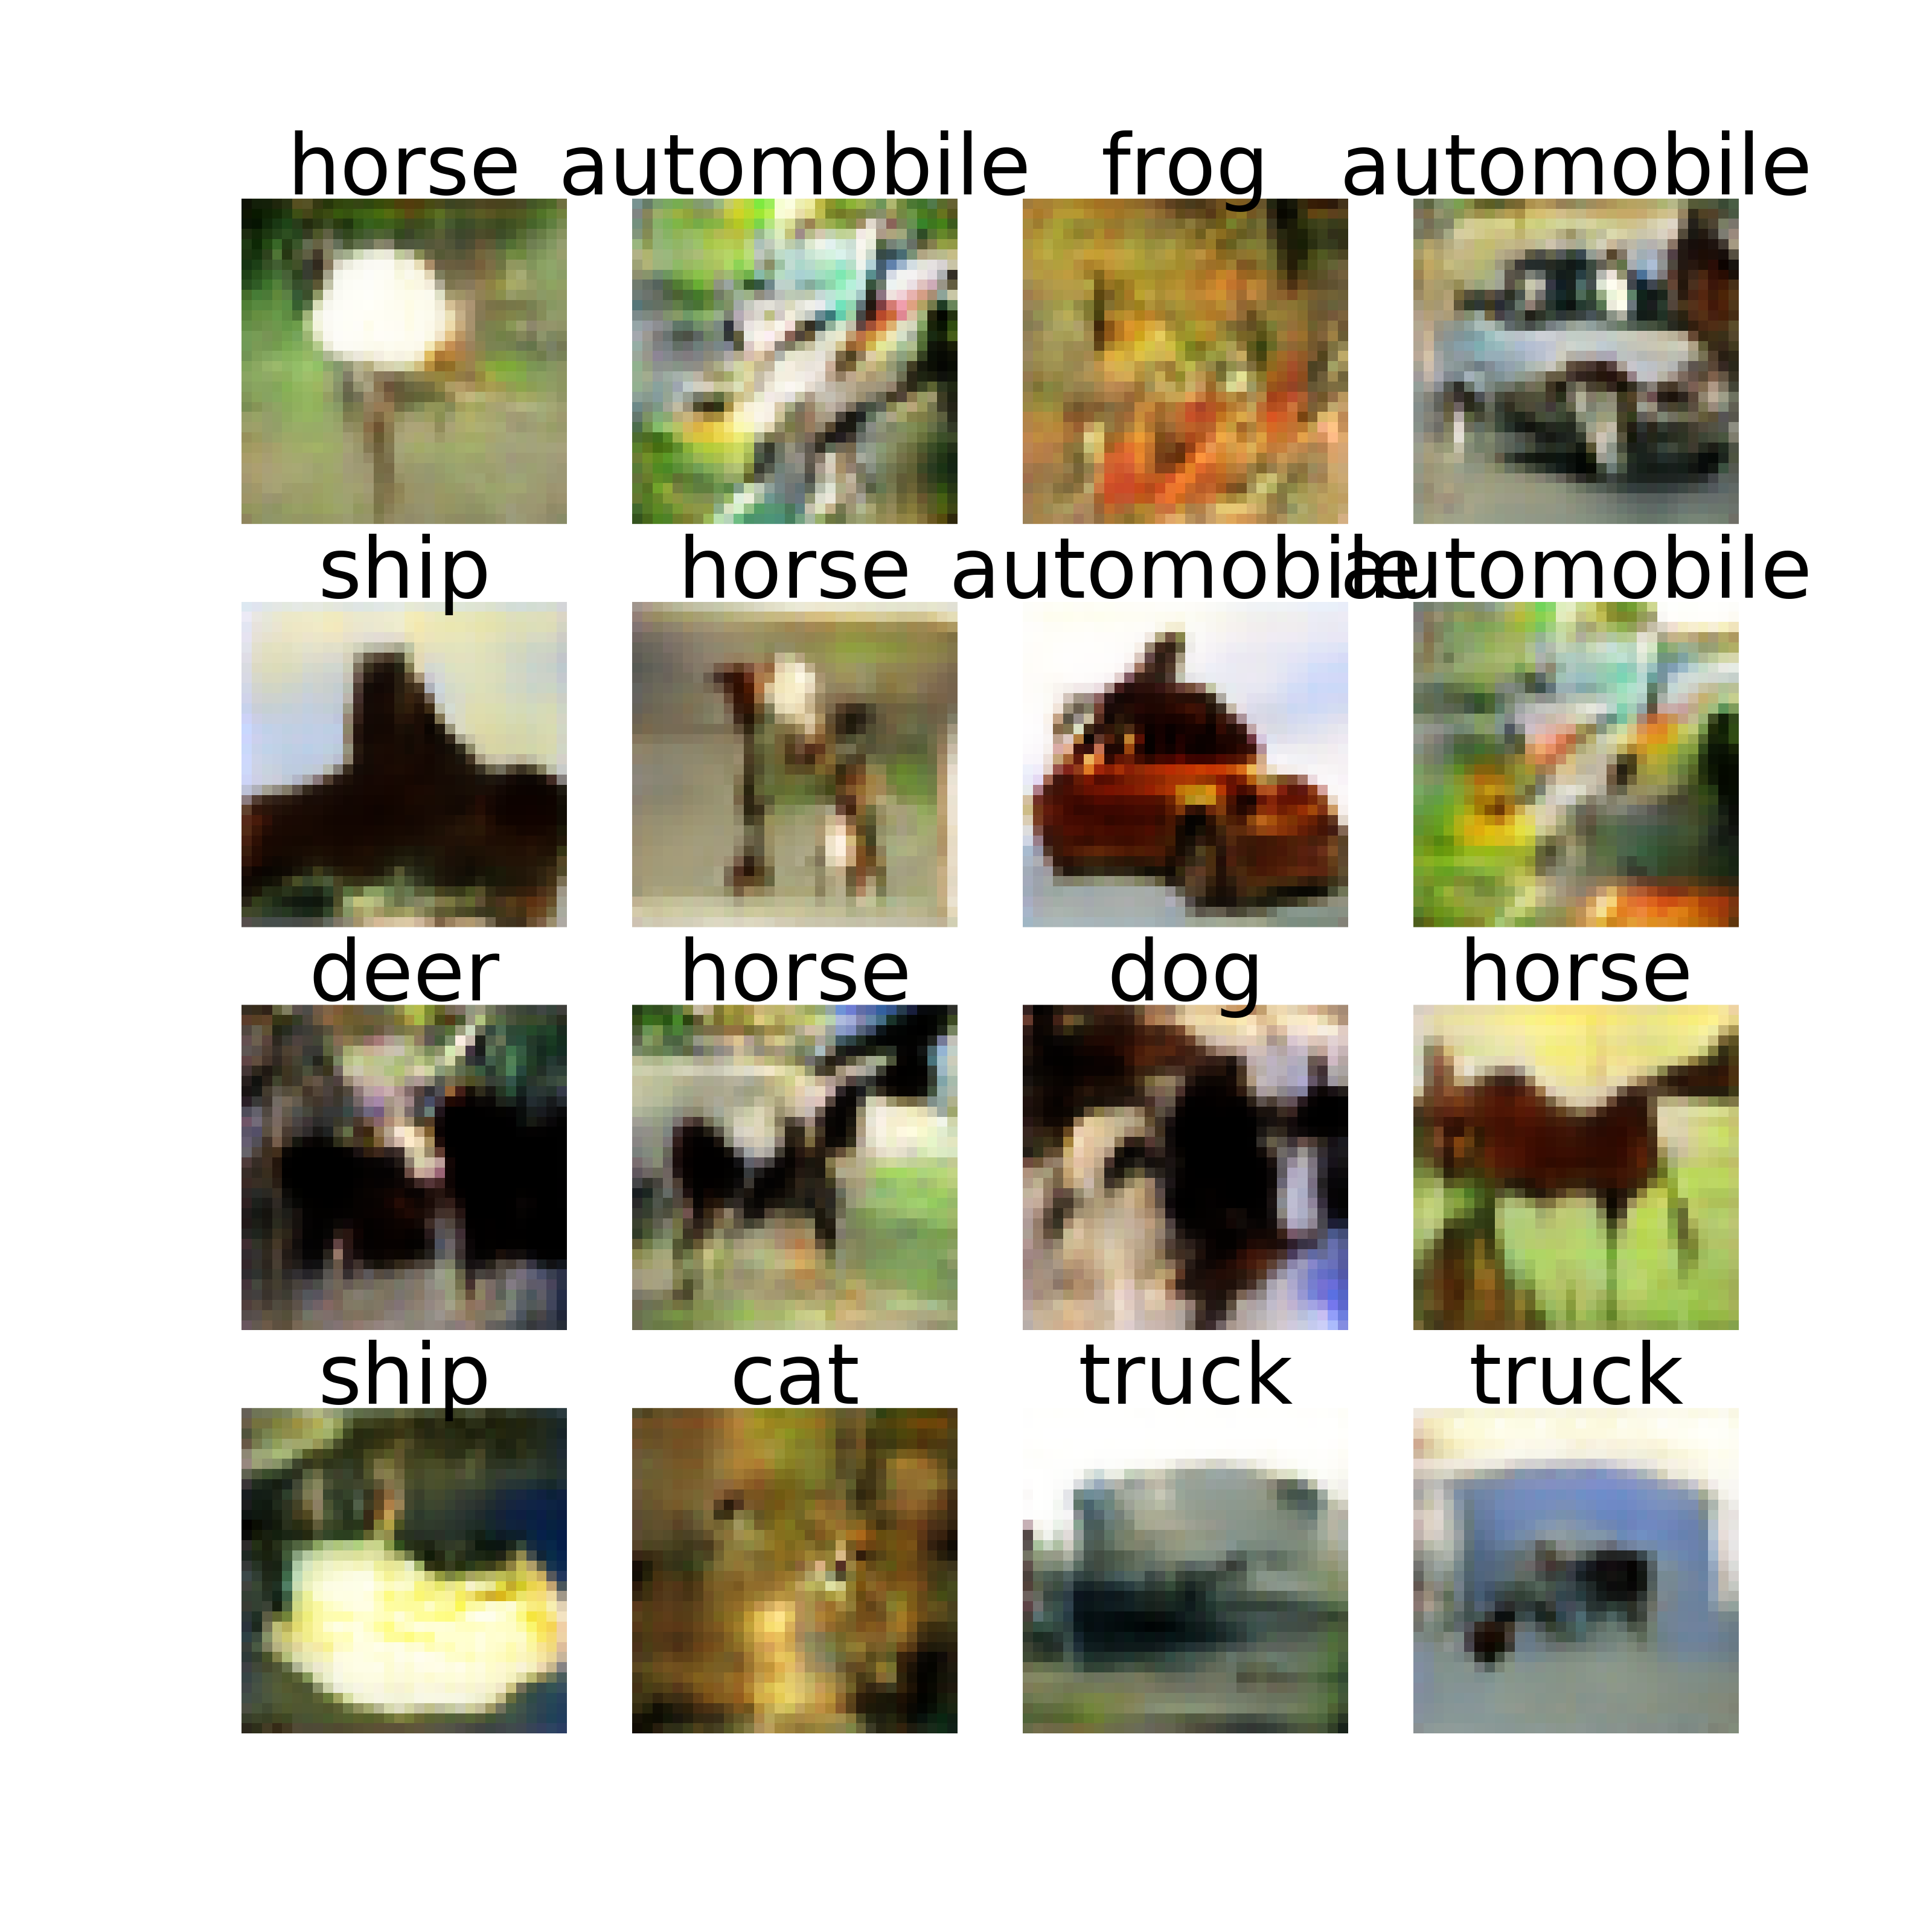 horse automobile frog automobile
ship horse automobile automobile
deer horse dog horse
ship cat truck truck